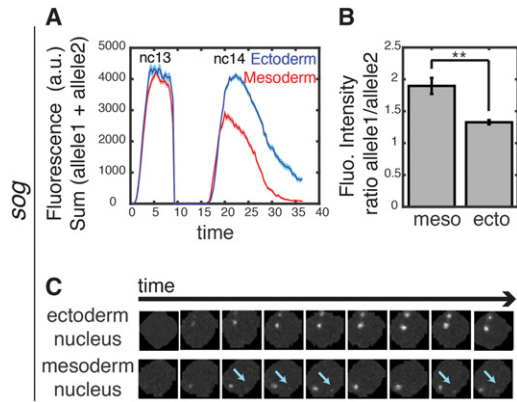 A
B
nc13
nc14
Ectoderm
Mesoderm
Fluorescence (a.u.)
Sum (allele1 + allele2)
5000
4000
3000
2000
1000
0
0 5 10 15 20 25 30 35 40
time
Fluo. Intensity
ratio allele1/allele2
2.5
2
1.5
1
0.5
0
**
meso ecto
sog
C
time
ectoderm
nucleus
mesoderm
nucleus